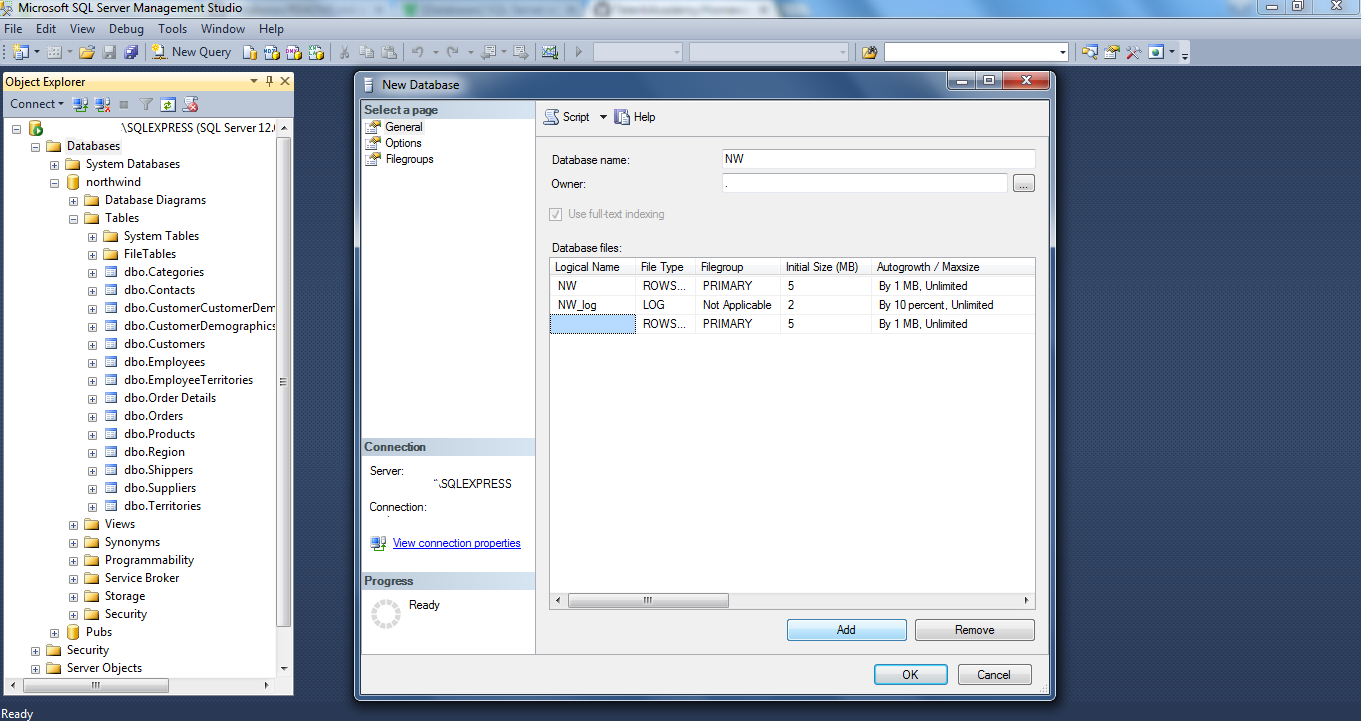 Microsoft SQL Server Management Studio
File Edit View Debug Tools Window Help
New Query
Object Explorer
Connect
\SQLEXPRESS (SQL Server 12.
Databases
System Databases
northwind
Database Diagrams
Tables
System Tables
FileTables
dbo.Categories
dbo.Contacts
dbo.CustomerCustomerDem
dbo.CustomerDemographics
dbo.Customers
dbo.Employees
dbo.EmployeeTerritories
dbo.Order Details
dbo.Orders
dbo.Products
dbo.Region
dbo.Shippers
dbo.Suppliers
dbo.Territories
Views
Synonyms
Programmability
Service Broker
Storage
Security
Pubs
Security
Server Objects
New Database
Select a page
General
Options
Filegroups
Connection
Server:
\SQLEXPRESS
Connection:
View connection properties
Progress
Ready
Script Help
Database name: NW
Owner: . ...
Use full-text indexing
Database files:
Logical Name File Type Filegroup Initial Size (MB) Autogrowth / Maxsize
NW ROWS... PRIMARY 5 By 1 MB, Unlimited
NW_log LOG Not Applicable 2 By 10 percent, Unlimited
ROWS... PRIMARY 5 By 1 MB, Unlimited
Add Remove
OK Cancel
Ready